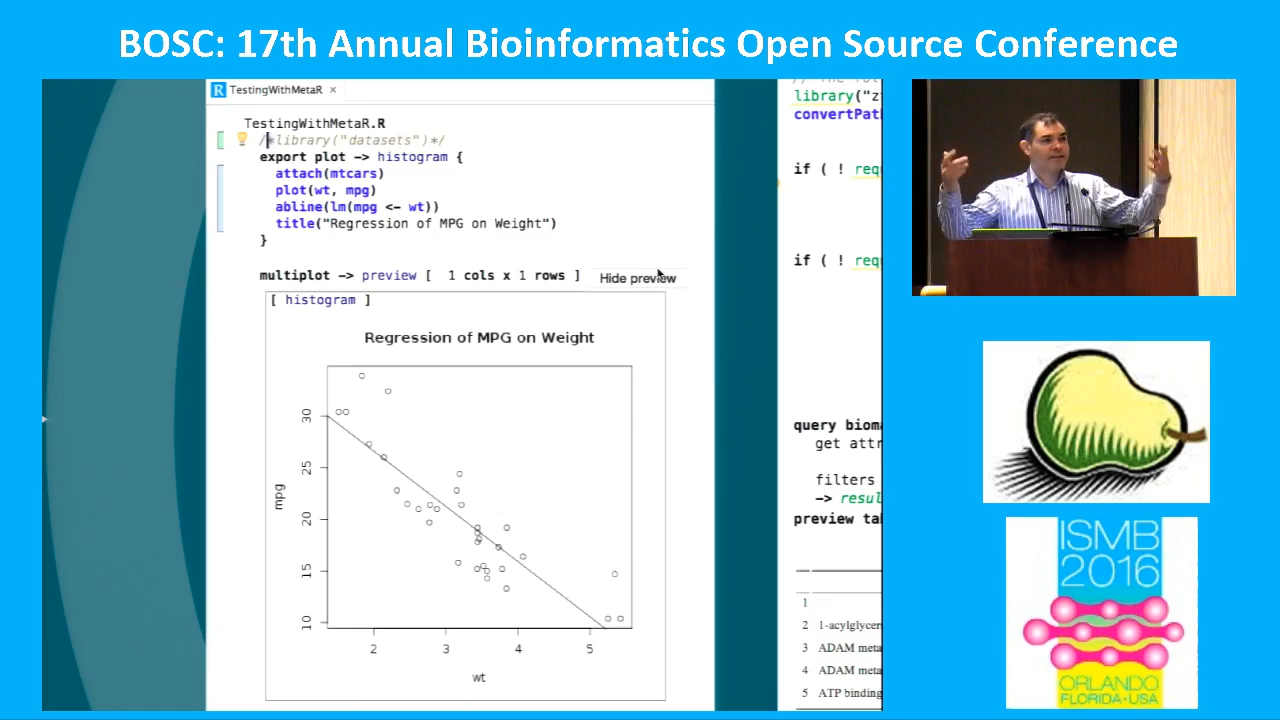 BOSC: 17th Annual Bioinformatics Open Source Conference
R TestingWithMetaR ×
TestingWithMetaR.R
/*library("datasets")*/
export plot -> histogram {
attach(mtcars)
plot(wt, mpg)
abline(lm(mpg <- wt))
title("Regression of MPG on Weight")
}
multiplot -> preview [ 1 cols x 1 rows ] Hide preview
[ histogram ]
Regression of MPG on Weight
mpg
30
25
20
15
10
2 3 4 5
wt
library("z
convertPat
if ( ! req
if ( ! req
query bioma
get attr
filters
-> resul
preview ta
1
2 1-acylglycer
3 ADAM meta
4 ADAM meta
5 ATP binding
ISMB
2016
ORLANDO
FLORIDA·USA